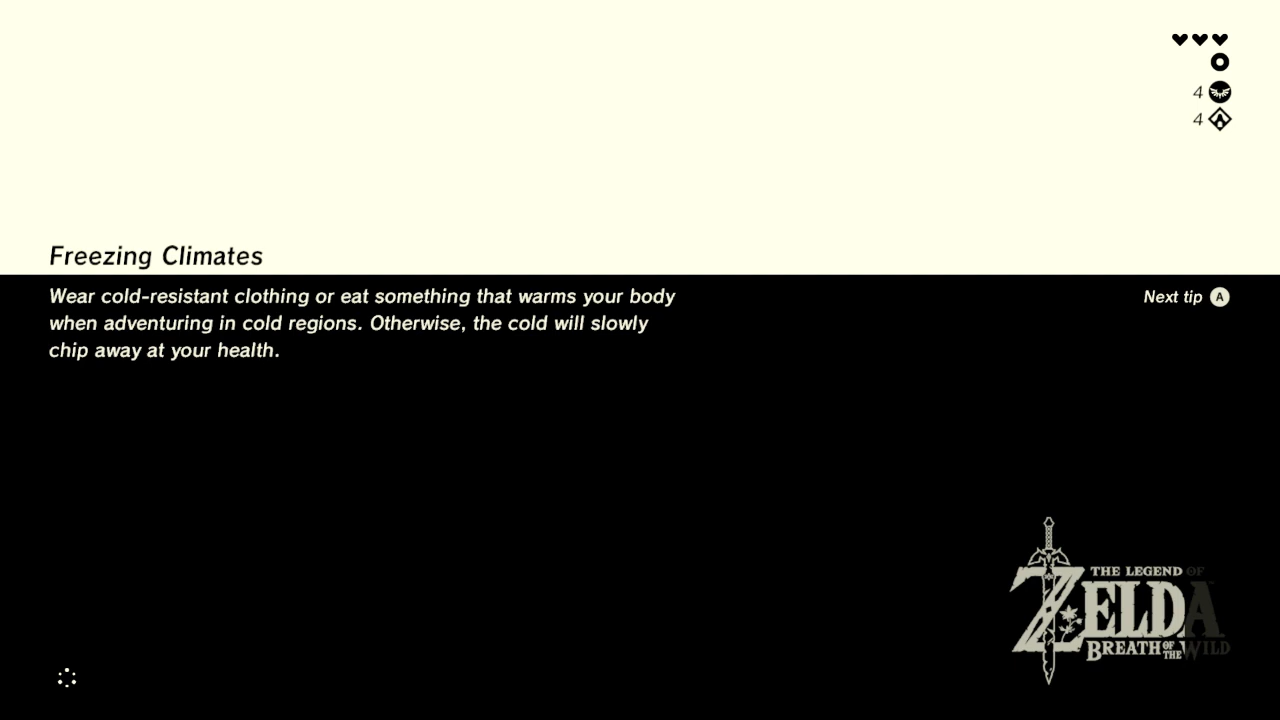 4
4
Freezing Climates
Wear cold-resistant clothing or eat something that warms your body
when adventuring in cold regions. Otherwise, the cold will slowly
chip away at your health.
Next tip A
THE LEGEND OF
ZELDA
BREATH OF THE WILD